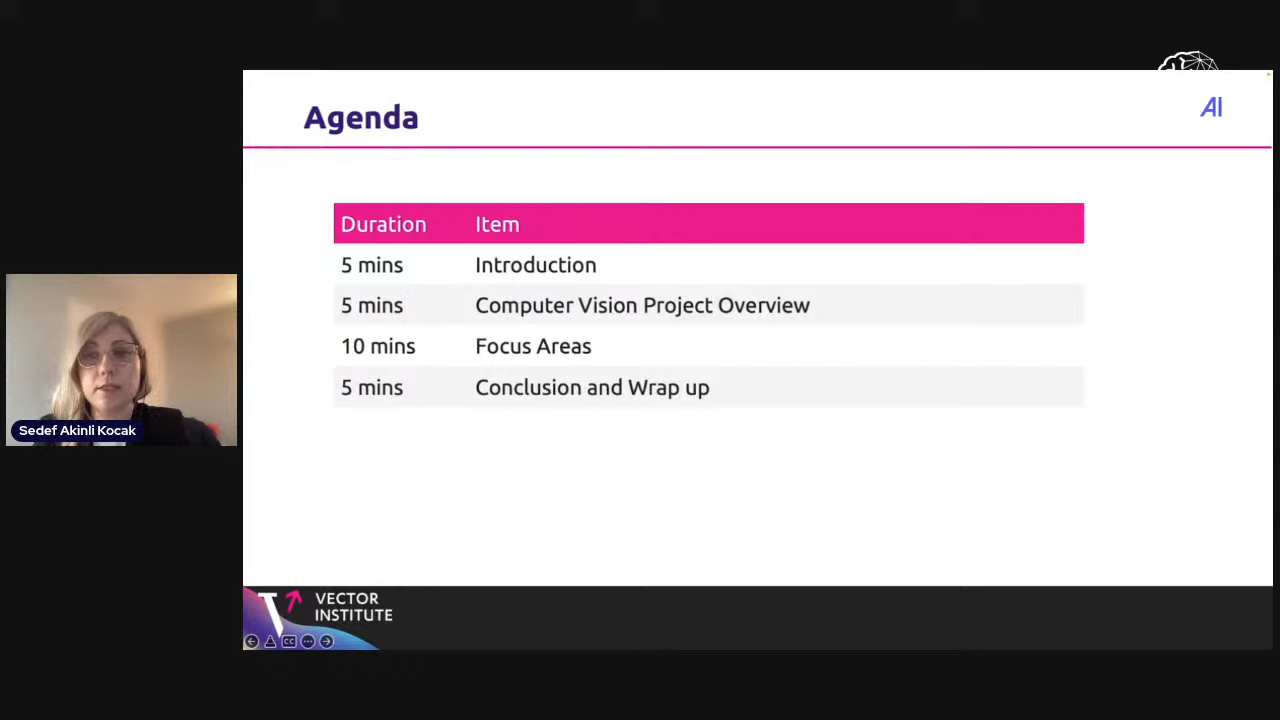 Agenda
AI
Duration Item
5 mins Introduction
5 mins Computer Vision Project Overview
10 mins Focus Areas
5 mins Conclusion and Wrap up
Sedef Akinli Kocak
VECTOR
INSTITUTE
CC